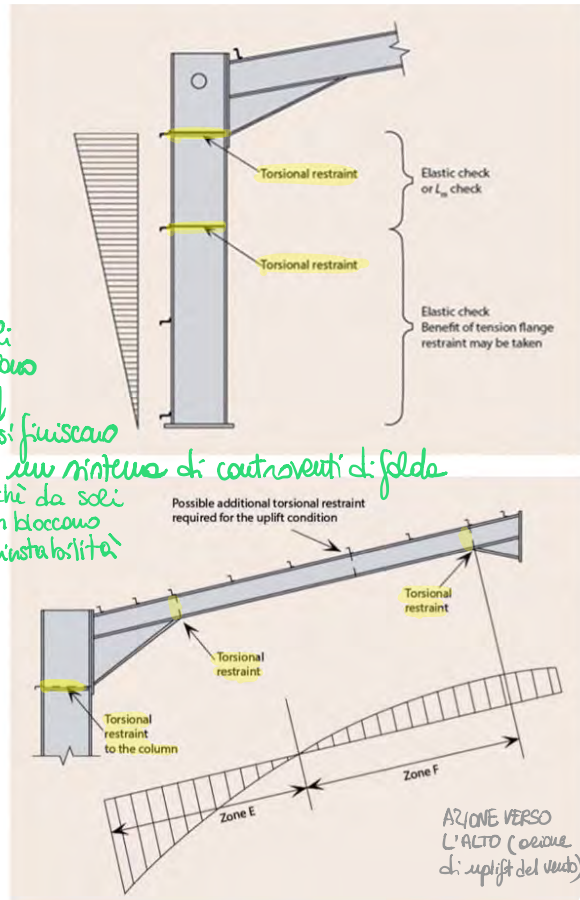 Torsional restraint
Elastic check
or Lm check
Torsional restraint
Elastic check
Benefit of tension flange
restraint may be taken
si finiscono
un sistema di controventi di falda
chè da soli
bloccano
instabilità
Possible additional torsional restraint
required for the uplift condition
Torsional
restraint
Torsional
restraint
Torsional
restraint
to the column
Zone E
Zone F
AZIONE VERSO
L'ALTO (azione
di uplift del vento)